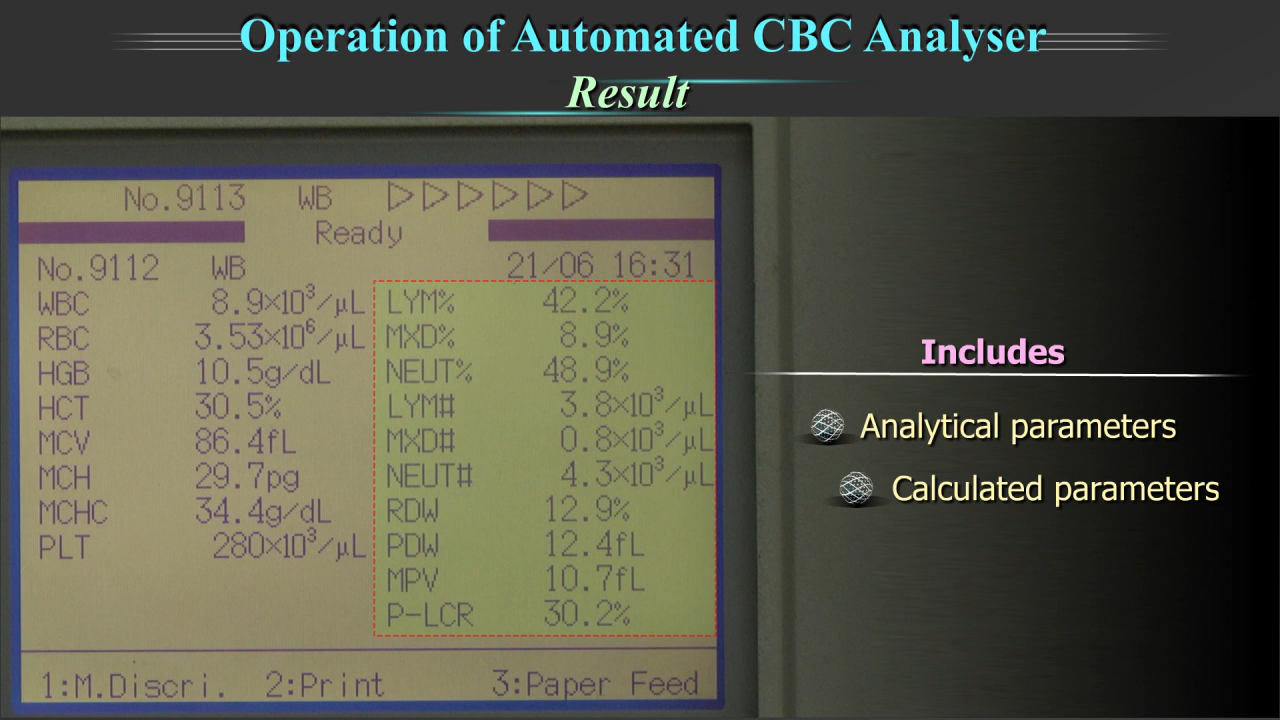 Operation of Automated CBC Analyser
Result
No.9113 WB ▷▷▷▷▷▷
Ready
No.9112 WB 21/06 16:31
WBC 8.9×10³/μL LYM% 42.2%
RBC 3.53×10⁶/μL MXD% 8.9%
HGB 10.5g/dL NEUT% 48.9%
HCT 30.5% LYM# 3.8×10³/μL
MCV 86.4fL MXD# 0.8×10³/μL
MCH 29.7pg NEUT# 4.3×10³/μL
MCHC 34.4g/dL RDW 12.9%
PLT 280×10³/μL PDW 12.4fL
MPV 10.7fL
P-LCR 30.2%
1:M.Discri. 2:Print 3:Paper Feed
Includes
Analytical parameters
Calculated parameters